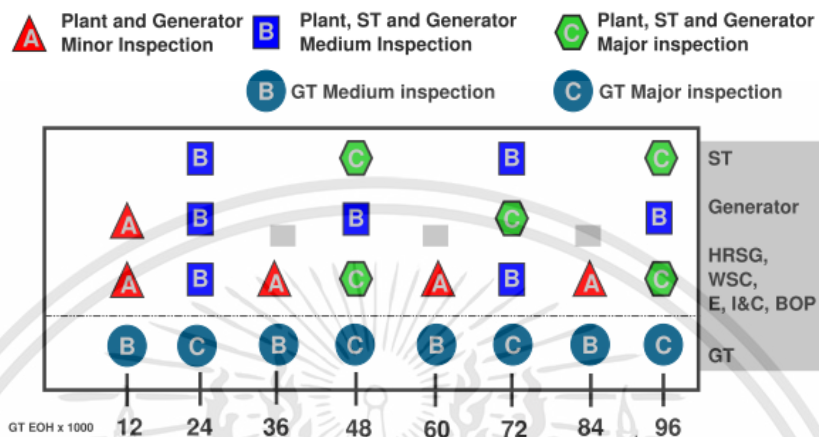 A Plant and Generator Minor Inspection
B Plant, ST and Generator Medium Inspection
C Plant, ST and Generator Major inspection
B GT Medium inspection
C GT Major inspection
B C B C ST
A B B C B Generator
A B A C A B A C HRSG, WSC, E, I&C, BOP
B C B C B C B C GT
GT EOH x 1000 12 24 36 48 60 72 84 96